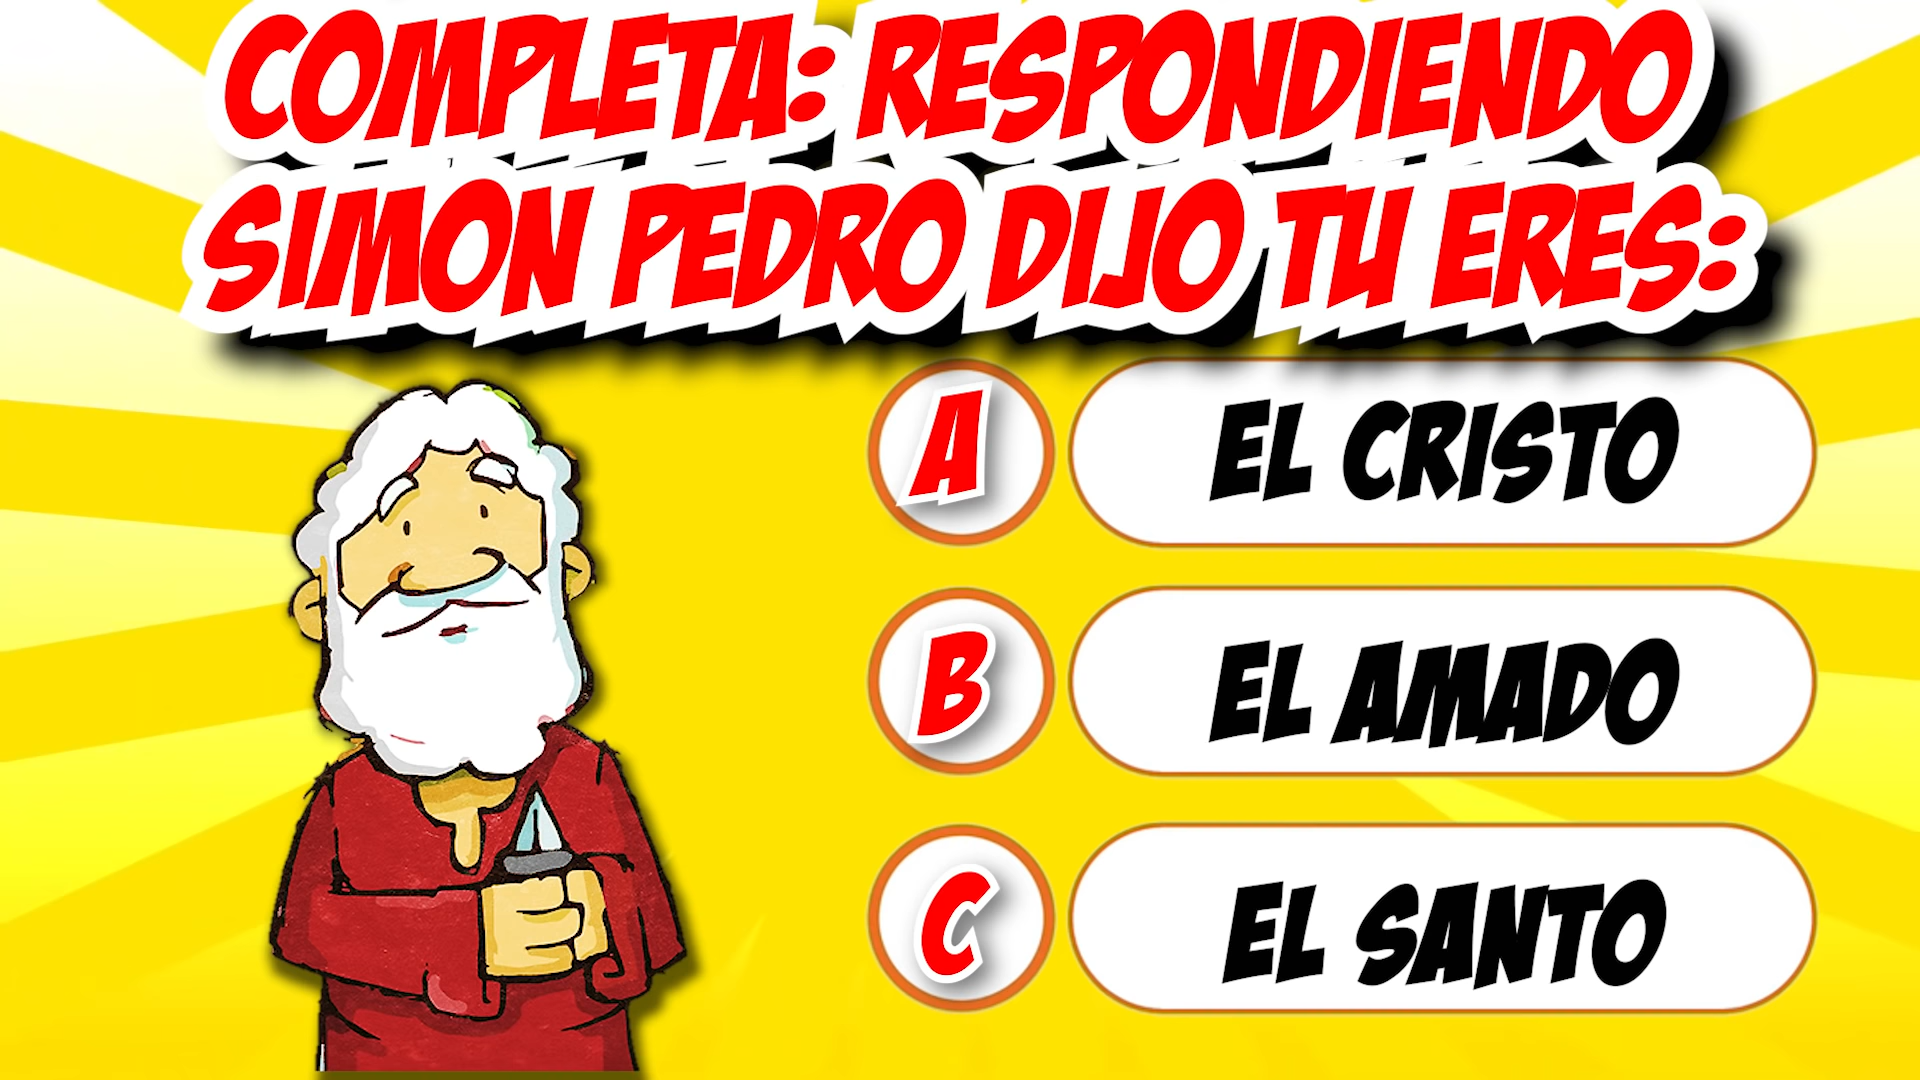 COMPLETA: RESPONDIENDO
SIMON PEDRO DIJO TU ERES:
A EL CRISTO
B EL AMADO
C EL SANTO